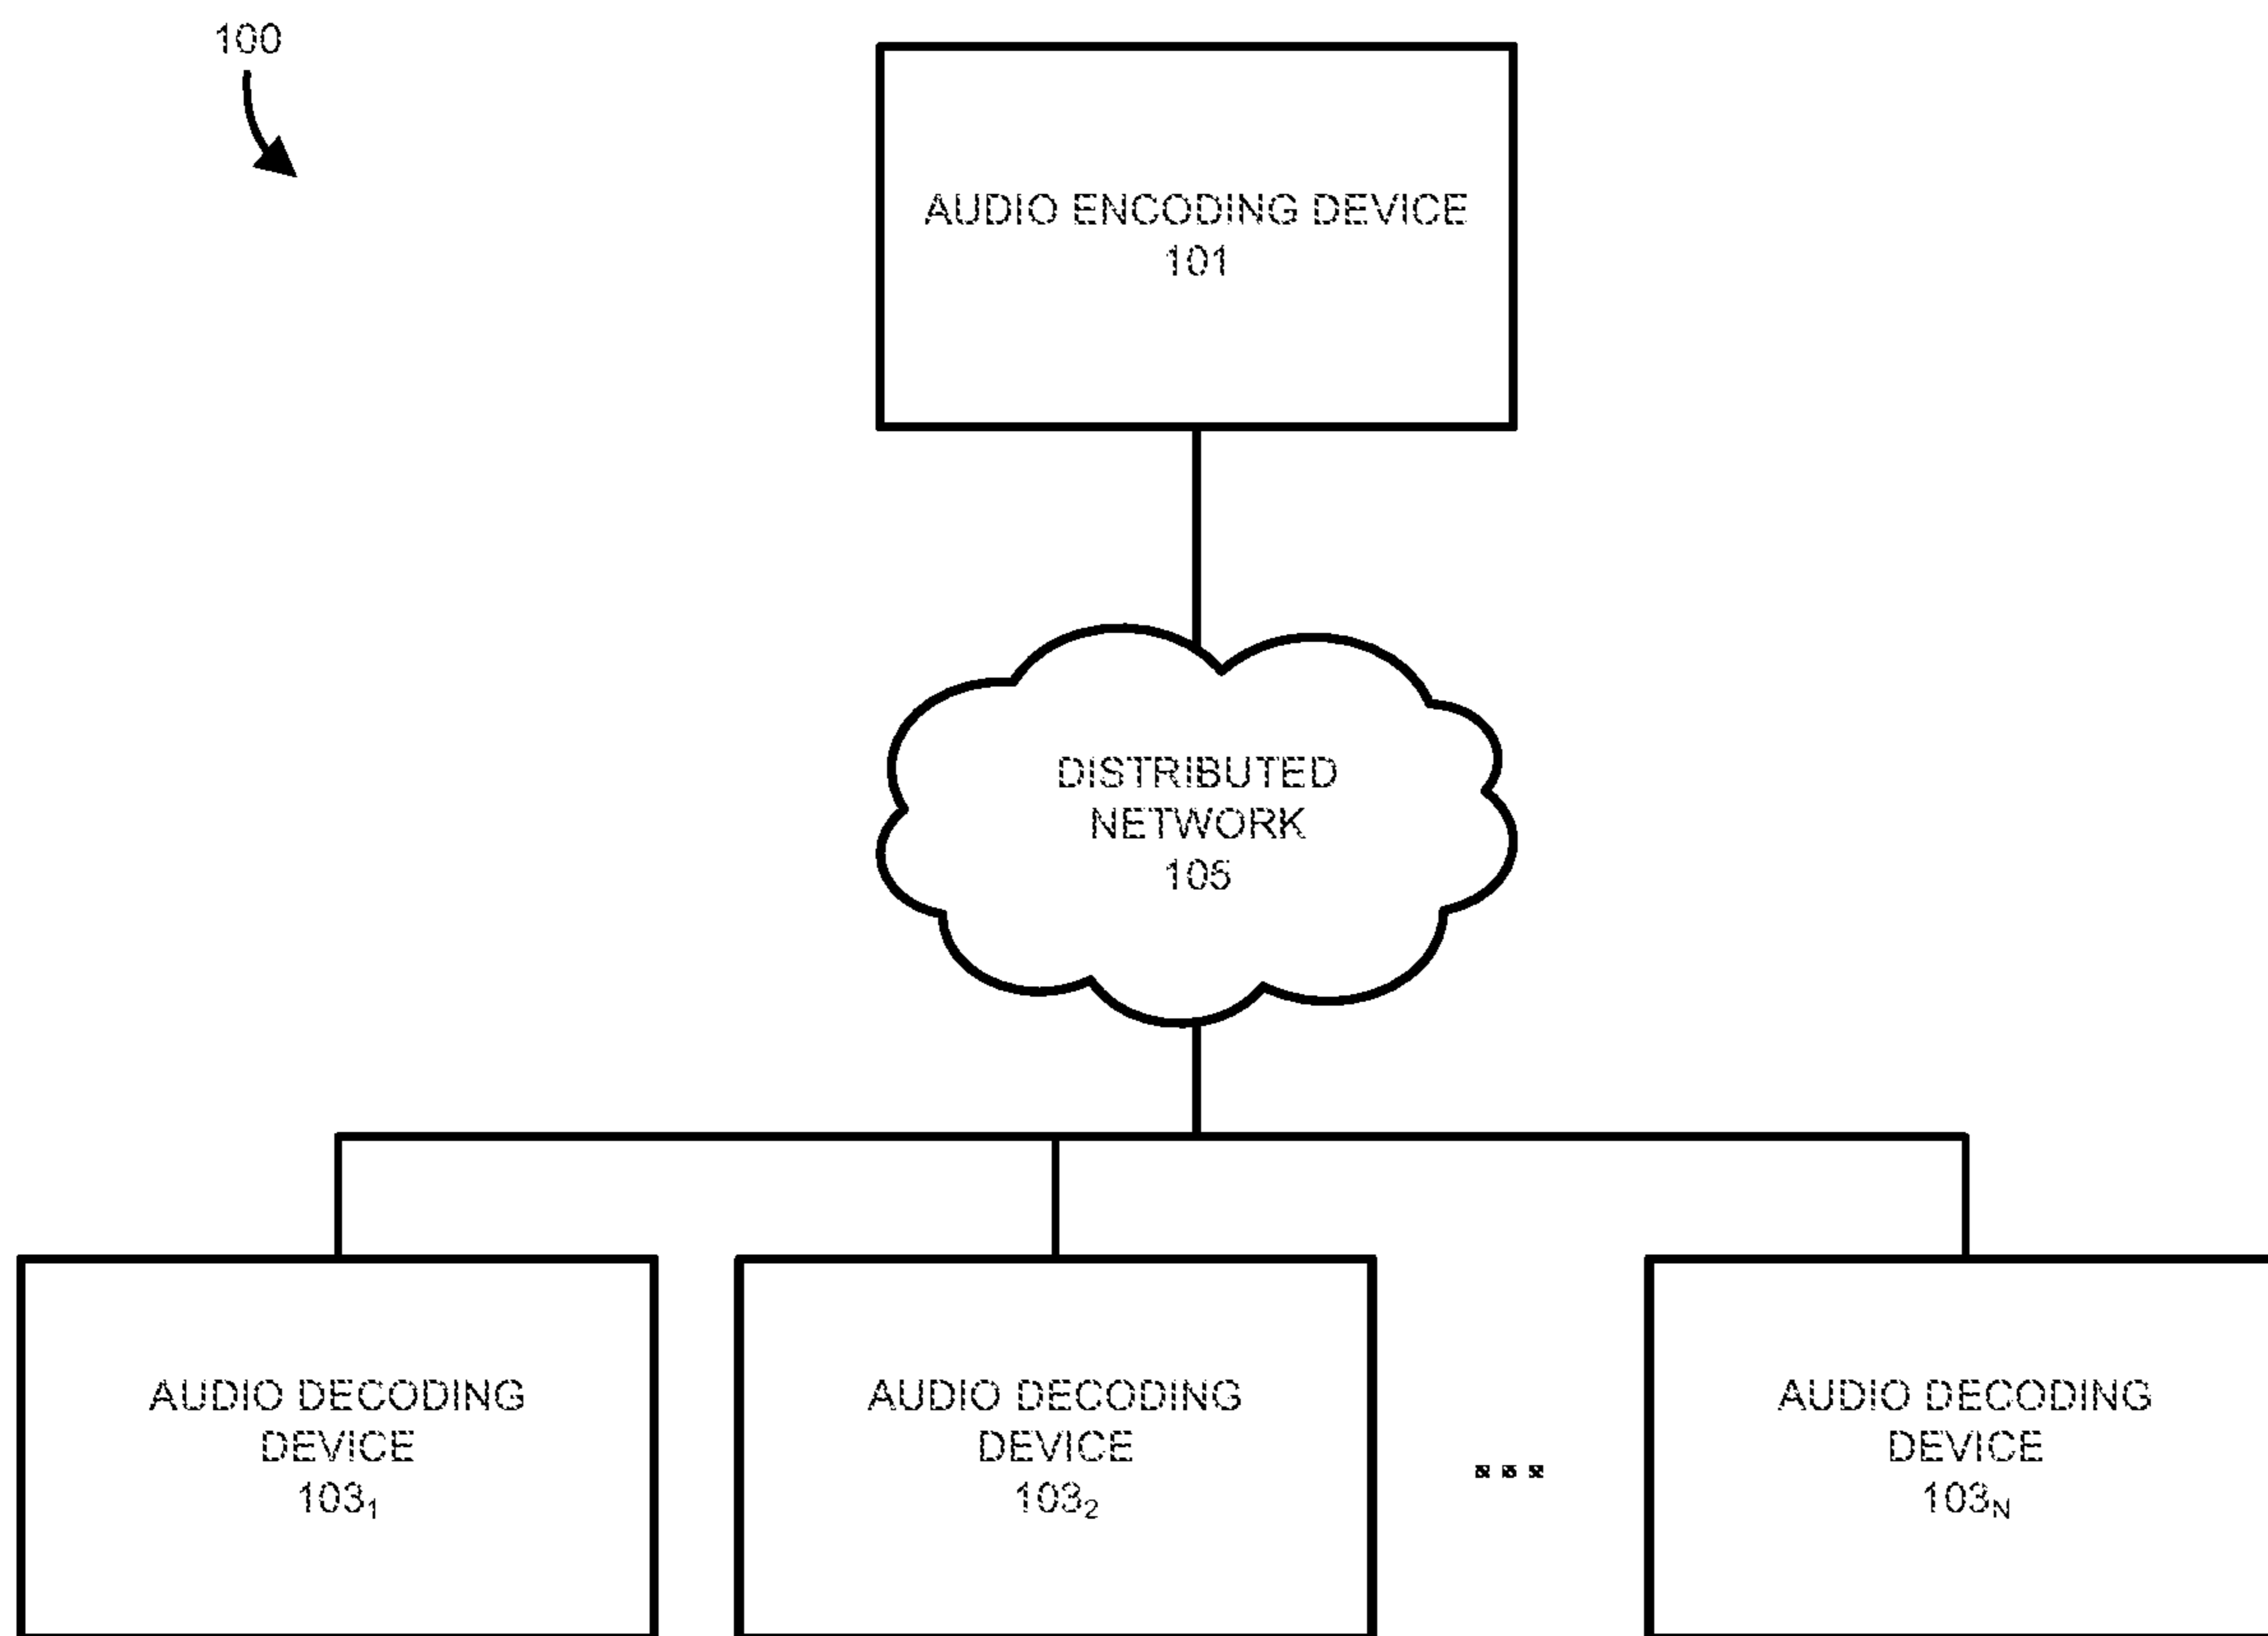 100
AUDIO ENCODING DEVICE
101
DISTRIBUTED
NETWORK
105
AUDIO DECODING
DEVICE
103₁
AUDIO DECODING
DEVICE
103₂
...
AUDIO DECODING
DEVICE
103N